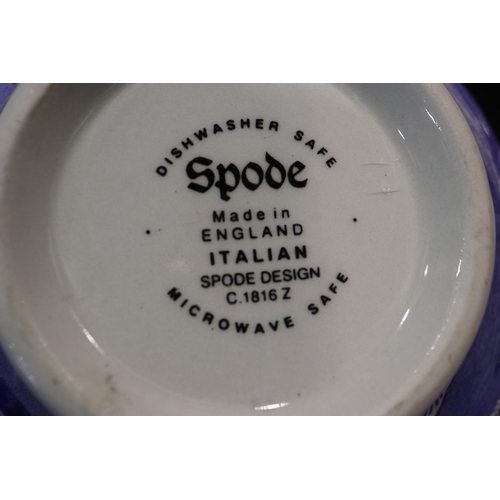 DISHWASHER SAFE
Spode
Made in
ENGLAND
ITALIAN
SPODE DESIGN
C.1816 Z
MICROWAVE SAFE